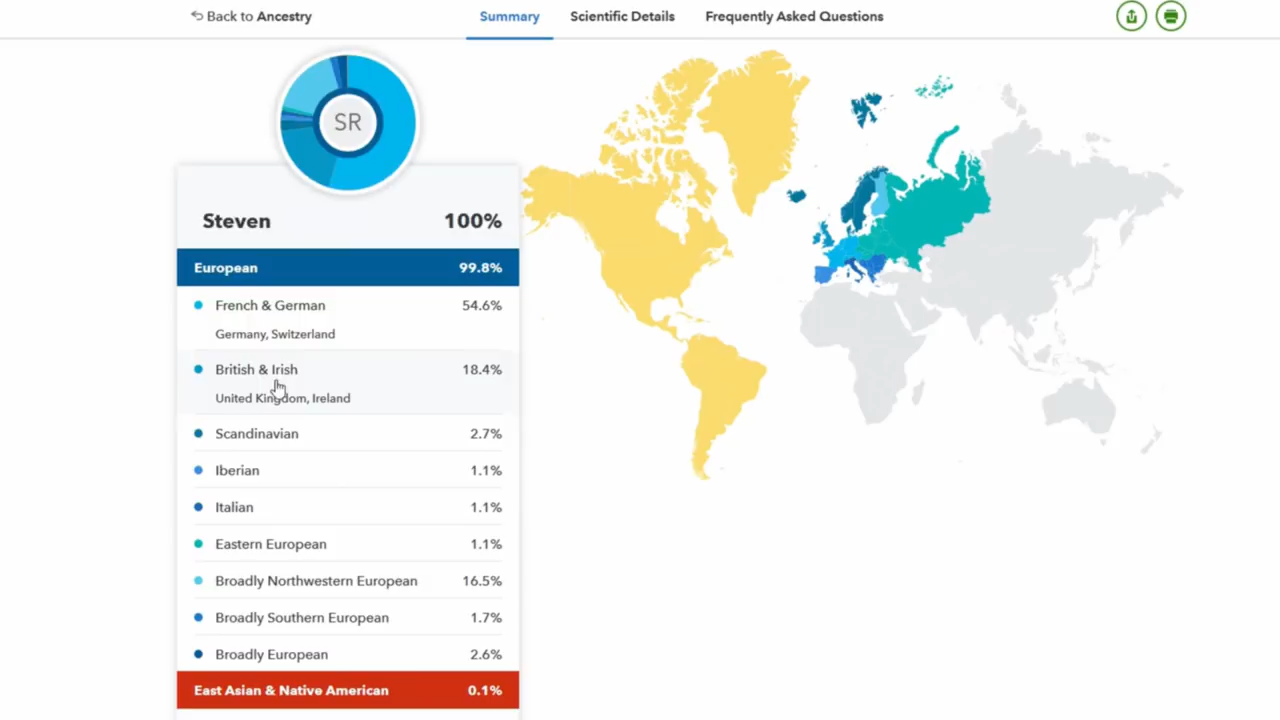 Back to Ancestry
Summary
Scientific Details
Frequently Asked Questions
SR
Steven 100%
European 99.8%
French & German 54.6%
Germany, Switzerland
British & Irish 18.4%
United Kingdom, Ireland
Scandinavian 2.7%
Iberian 1.1%
Italian 1.1%
Eastern European 1.1%
Broadly Northwestern European 16.5%
Broadly Southern European 1.7%
Broadly European 2.6%
East Asian & Native American 0.1%